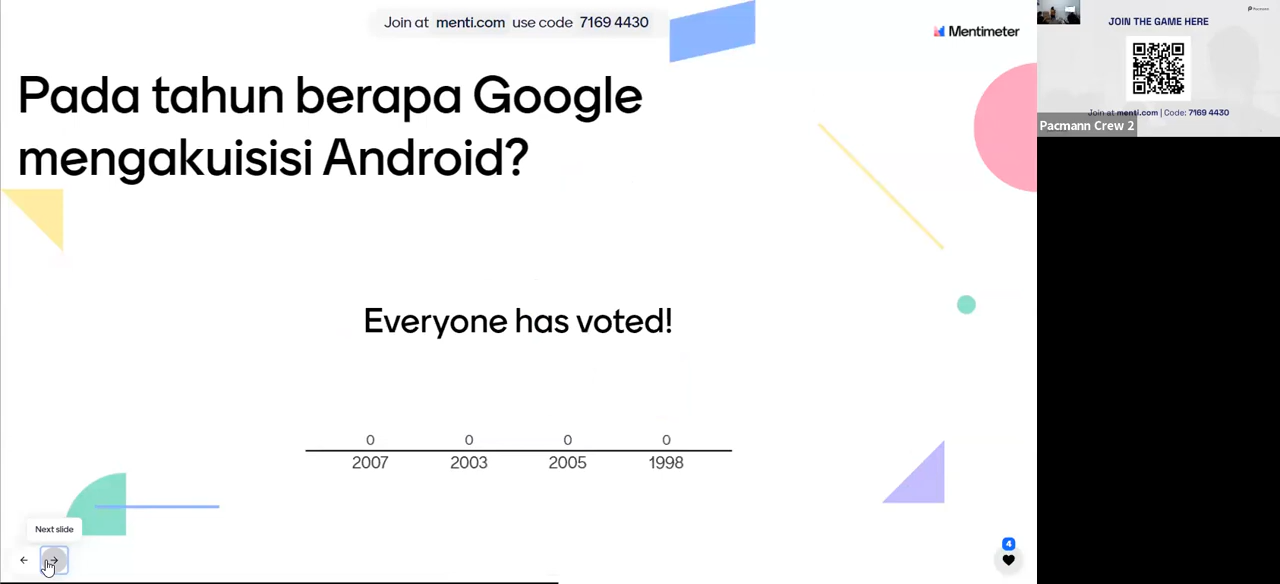 Join at menti.com use code 7169 4430
Mentimeter
Pada tahun berapa Google
mengakuisisi Android?
Everyone has voted!
0 0 0 0
2007 2003 2005 1998
Next slide
4
JOIN THE GAME HERE
Join at menti.com | Code: 7169 4430
Pacmann Crew 2